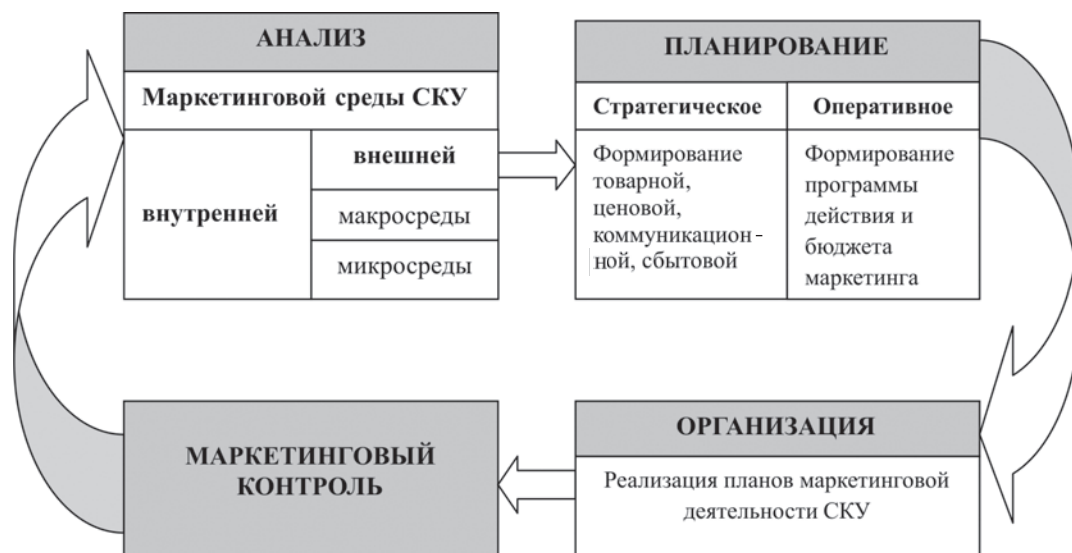 АНАЛИЗ
Маркетинговой среды СКУ
внутренней
внешней
макросреды
микросреды
ПЛАНИРОВАНИЕ
Стратегическое
Формирование
товарной,
ценовой,
коммуникацион-
ной, сбытовой
Оперативное
Формирование
программы
действия и
бюджета
маркетинга
ОРГАНИЗАЦИЯ
Реализация планов маркетинговой
деятельности СКУ
МАРКЕТИНГОВЫЙ
КОНТРОЛЬ